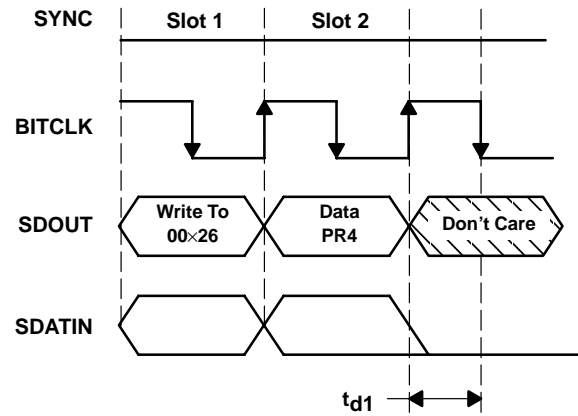 SYNC
Slot 1 Slot 2
BITCLK
SDOUT
Write To
00×26
Data
PR4
Don't Care
SDATIN
td1